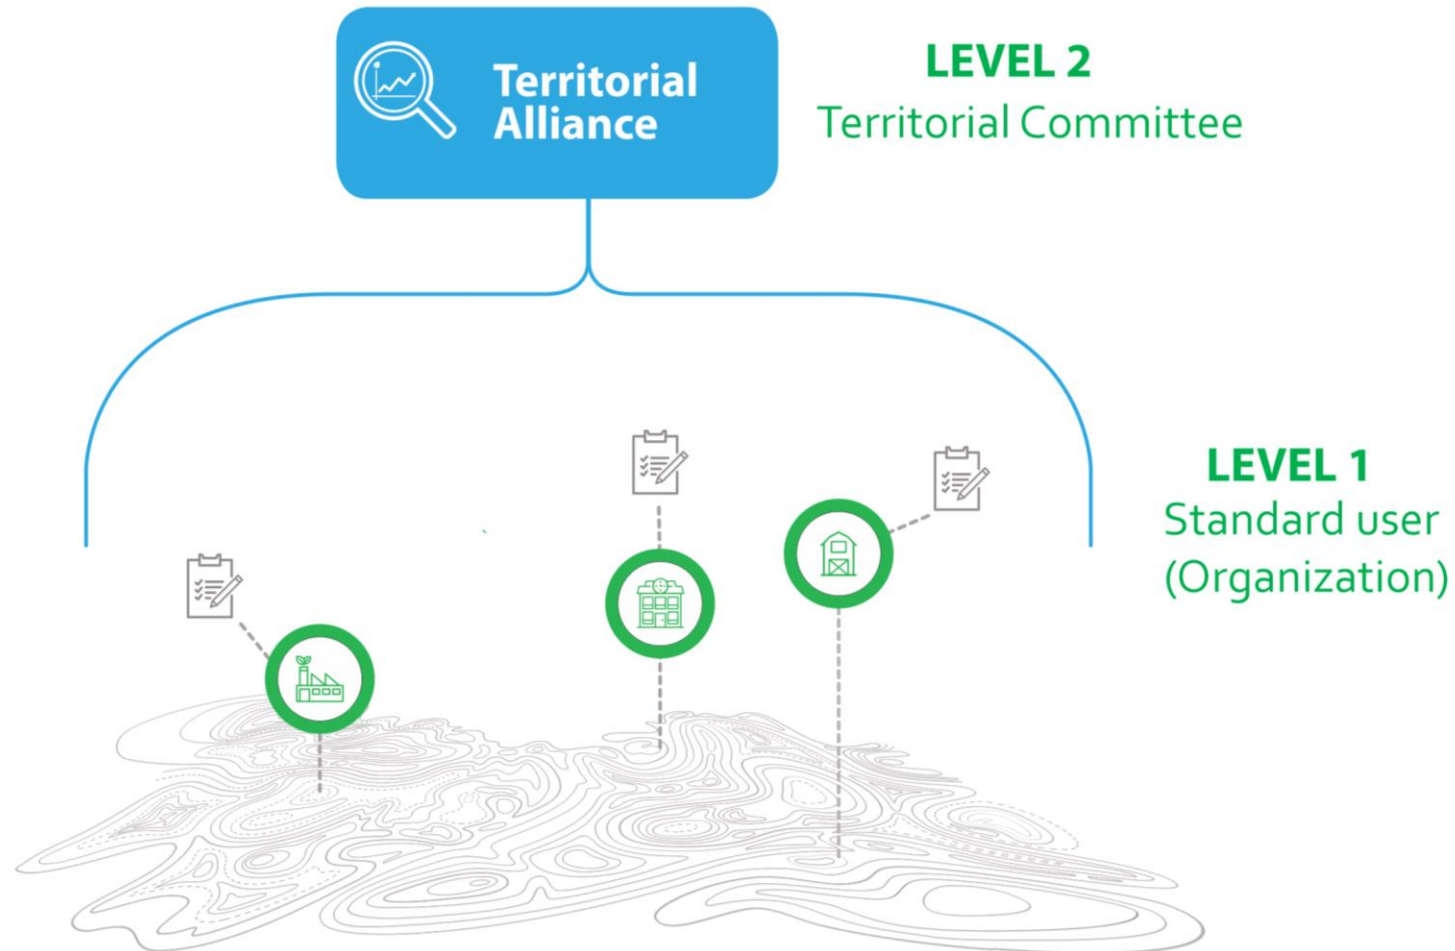 Territorial
Alliance
LEVEL 2
Territorial Committee
LEVEL 1
Standard user
(Organization)